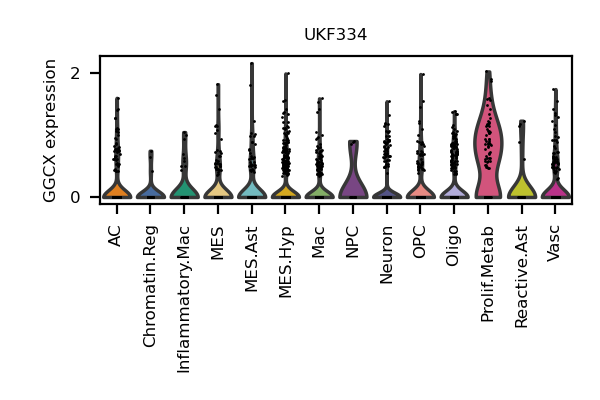 UKF334
GGCX expression
2
0
AC
Chromatin.Reg
Inflammatory.Mac
MES
MES.Ast
MES.Hyp
Mac
NPC
Neuron
OPC
Oligo
Prolif.Metab
Reactive.Ast
Vasc